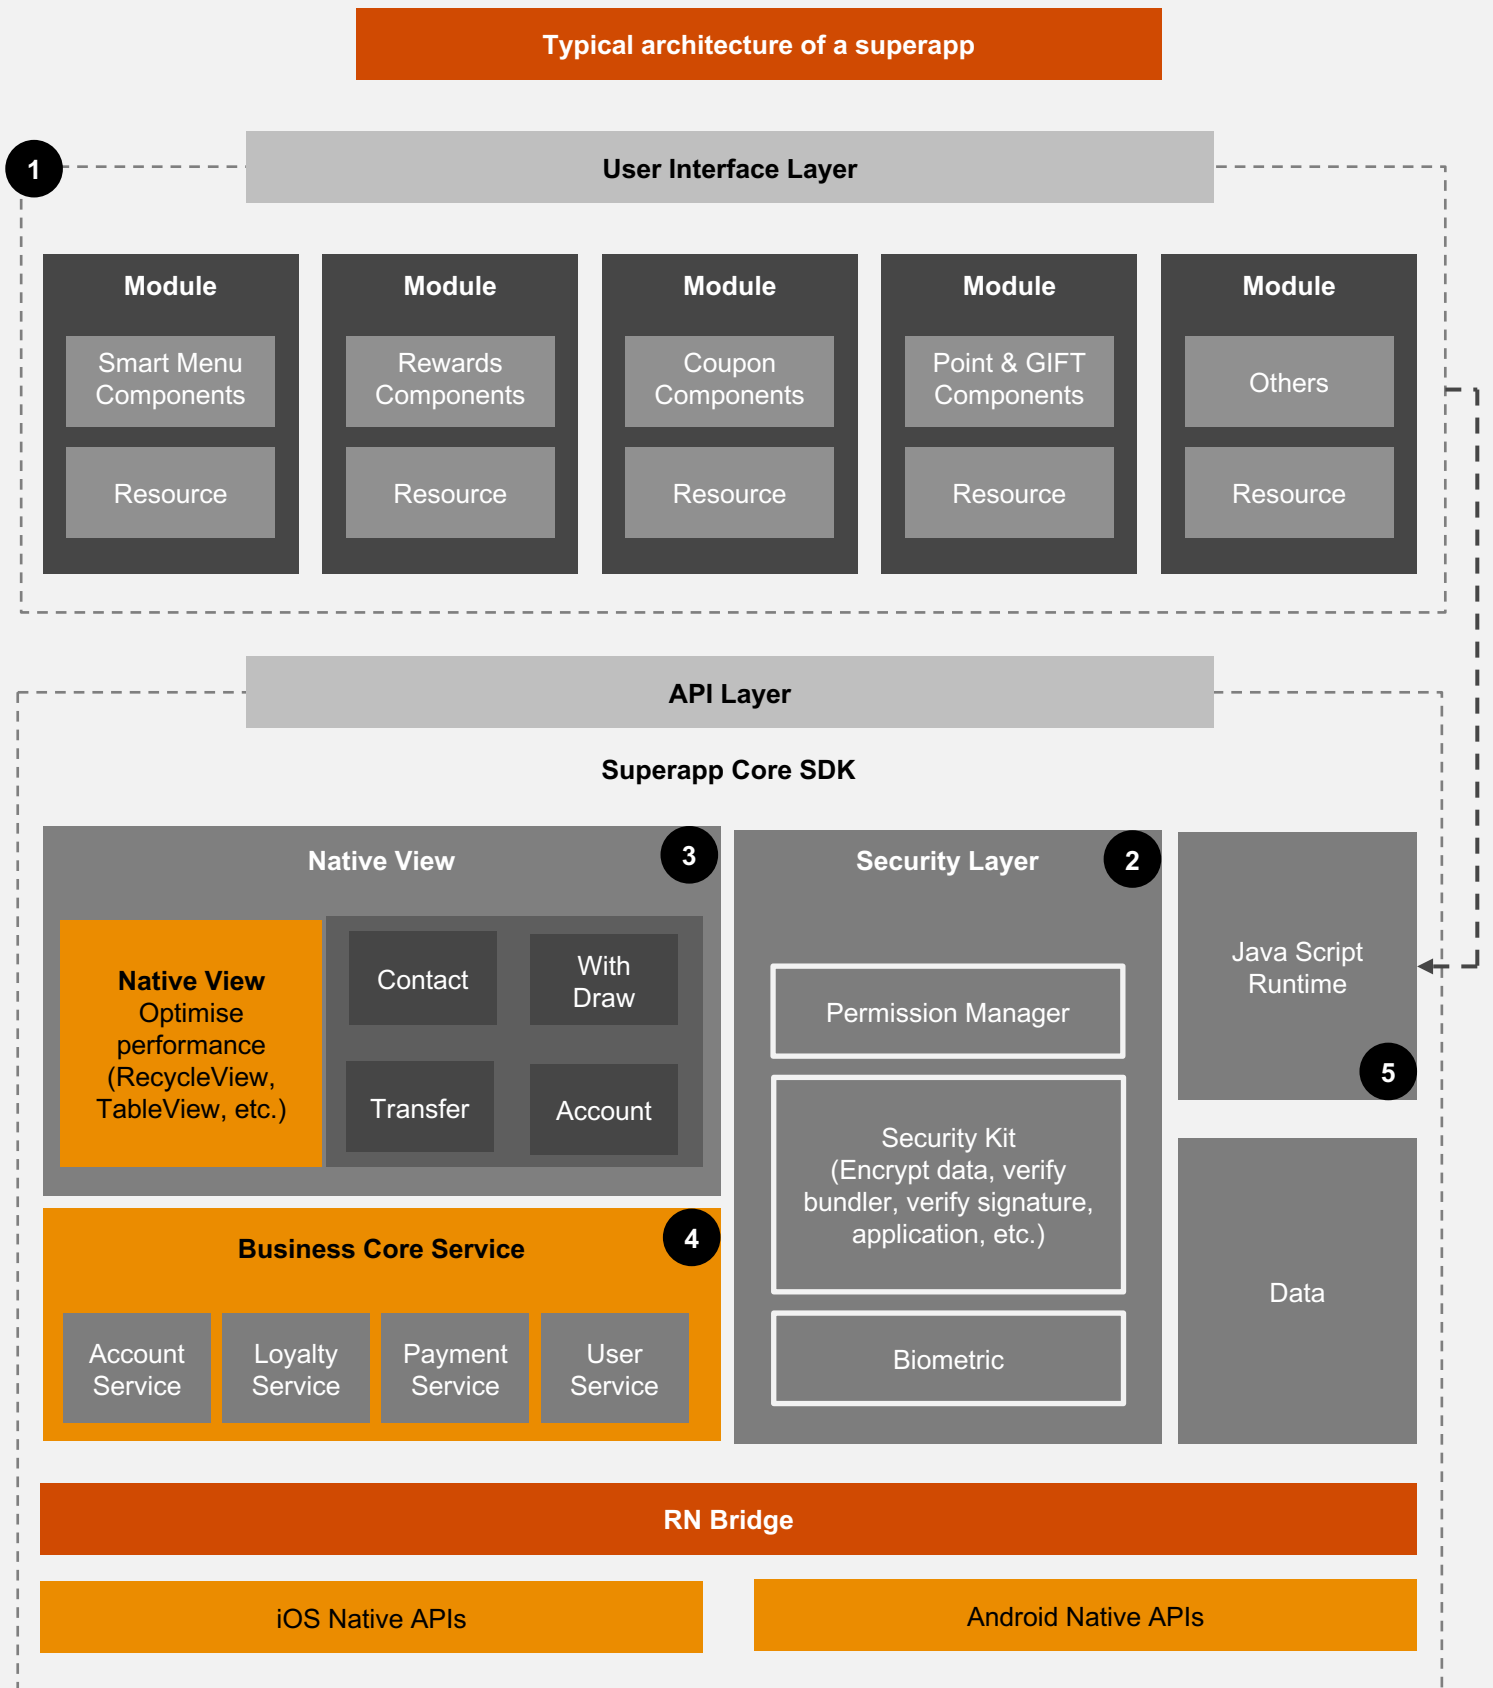 Typical architecture of a superapp
1
User Interface Layer
Module
Smart Menu
Components
Resource
Module
Rewards
Components
Resource
Module
Coupon
Components
Resource
Module
Point & GIFT
Components
Resource
Module
Others
Resource
API Layer
Superapp Core SDK
Native View
3
Native View
Optimise
performance
(RecycleView,
TableView, etc.)
Contact
With
Draw
Transfer
Account
Business Core Service
4
Account
Service
Loyalty
Service
Payment
Service
User
Service
Security Layer
2
Permission Manager
Security Kit
(Encrypt data, verify
bundler, verify signature,
application, etc.)
Biometric
Java Script
Runtime
5
Data
RN Bridge
iOS Native APIs
Android Native APIs